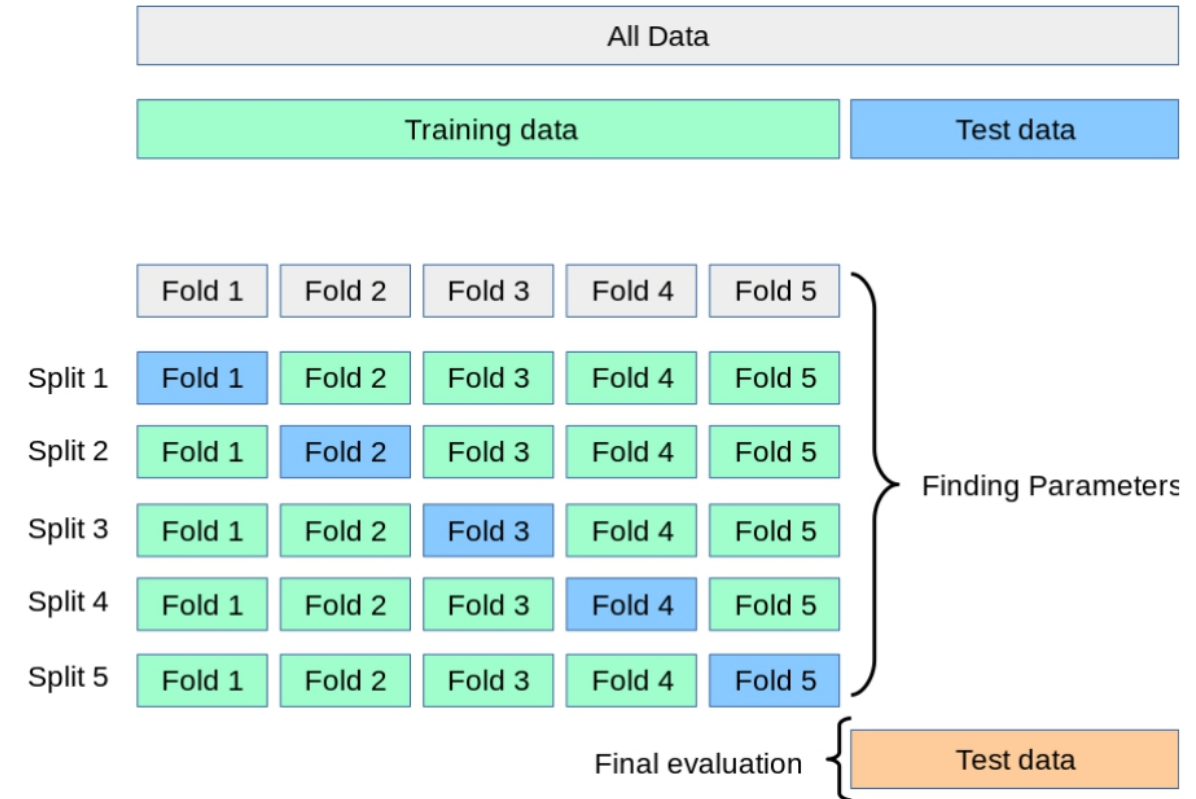 All Data
Training data Test data
Fold 1 Fold 2 Fold 3 Fold 4 Fold 5
Split 1 Fold 1 Fold 2 Fold 3 Fold 4 Fold 5
Split 2 Fold 1 Fold 2 Fold 3 Fold 4 Fold 5
Finding Parameters
Split 3 Fold 1 Fold 2 Fold 3 Fold 4 Fold 5
Split 4 Fold 1 Fold 2 Fold 3 Fold 4 Fold 5
Split 5 Fold 1 Fold 2 Fold 3 Fold 4 Fold 5
Final evaluation Test data